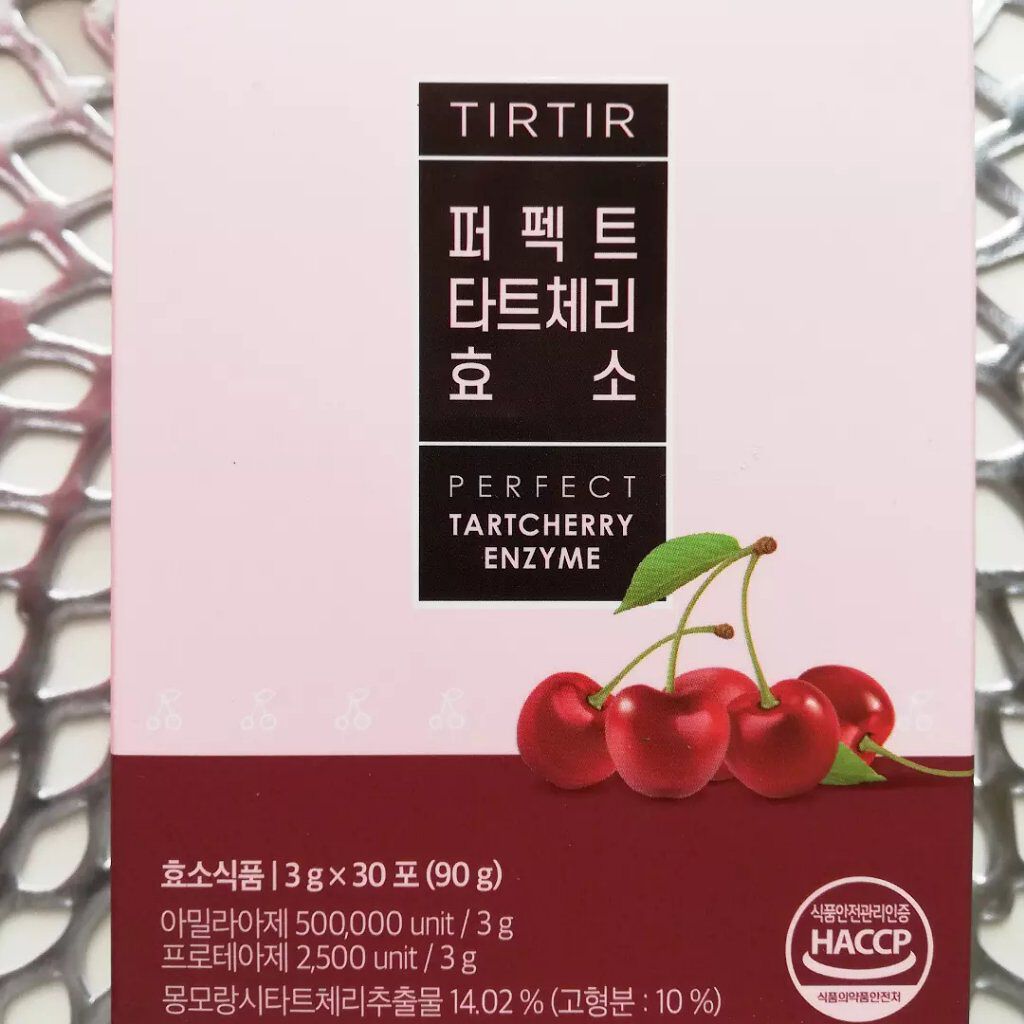 TIRTIR
퍼펙트
타트체리
효소
PERFECT
TARTCHERRY
ENZYME
효소식품 | 3 g × 30 포 (90 g)
아밀라아제 500,000 unit / 3 g
프로테아제 2,500 unit / 3 g
몽모랑시타트체리추출물 14.02 % (고형분 : 10 %)
식품안전관리인증
HACCP
식품의약품안전처